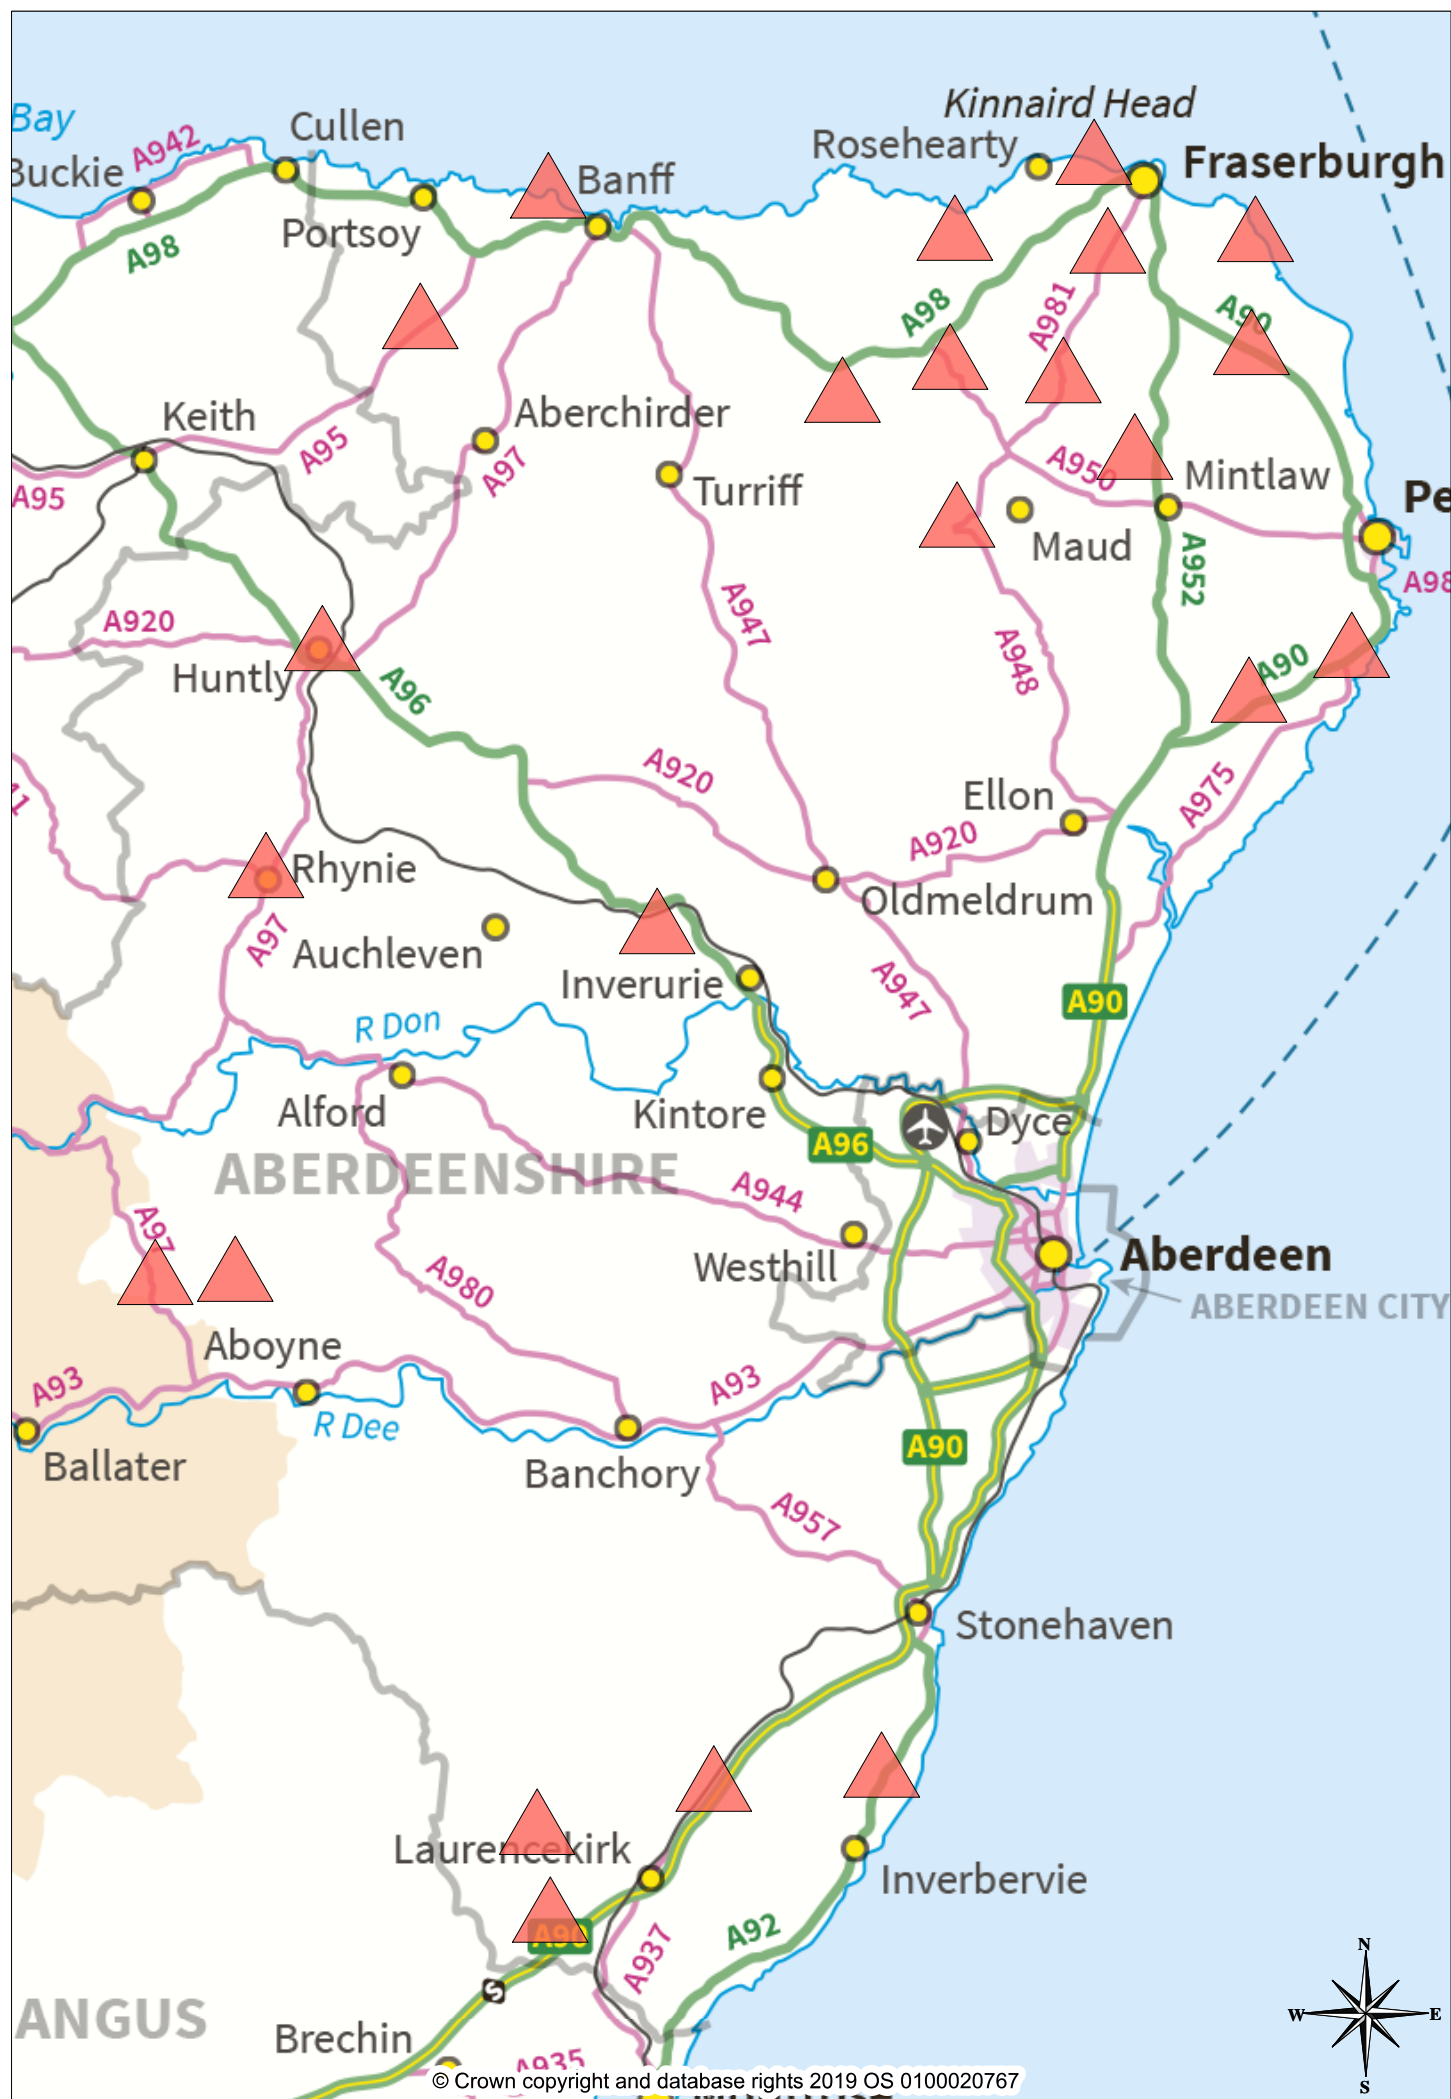 Kinnaird Head
Bay
A942
Cullen
Rosehearty
Fraserburgh
Buckie
Banff
Portsoy
A98
A98
A981
A90
Keith
Aberchirder
A95
A97
A950
Mintlaw
A95
Turriff
Pe
Maud
A952
A98
A920
A947
A948
Huntly
A96
A90
A920
A975
Ellon
11
A920
Rhynie
Oldmeldrum
A97
Auchleven
Inverurie
A947
A90
R Don
Alford
Kintore
Dyce
A96
ABERDEENSHIRE
A944
A97
Westhill
Aberdeen
A980
ABERDEEN CITY
Aboyne
A93
A93
R Dee
A90
Ballater
Banchory
A957
Stonehaven
Laurencekirk
Inverbervie
A90
A92
A937
N
W
E
S
ANGUS
Brechin
A935
© Crown copyright and database rights 2019 OS 0100020767